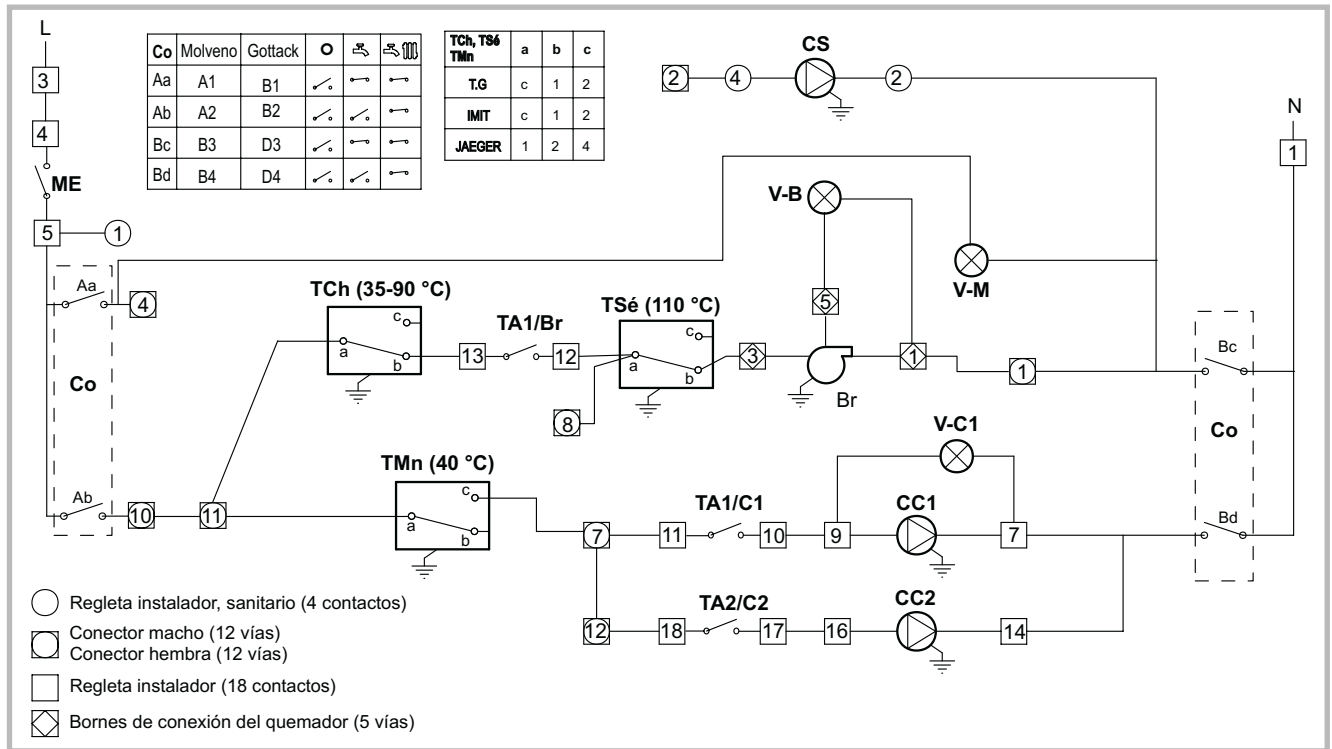 L
3
4
ME
5
1
Co Molveno Gottack
Aa A1 B1
Ab A2 B2
Bc B3 D3
Bd B4 D4
TCh, TSé TMn a b c
T.G c 1 2
IMIT c 1 2
JAEGER 1 2 4
CS
2 4 2
N
1
V-B
V-M
Aa
4
Co
Ab
10
11
TCh (35-90 °C)
c
a
b
13
TA1/Br
12
8
TSé (110 °C)
c
a
b
3
5
Br
1
1
Bc
Co
Bd
TMn (40 °C)
c
a
b
7
11
TA1/C1
10
9
V-C1
CC1
7
12
18
TA2/C2
17
16
CC2
14
Regleta instalador, sanitario (4 contactos)
Conector macho (12 vías)
Conector hembra (12 vías)
Regleta instalador (18 contactos)
Bornes de conexión del quemador (5 vías)